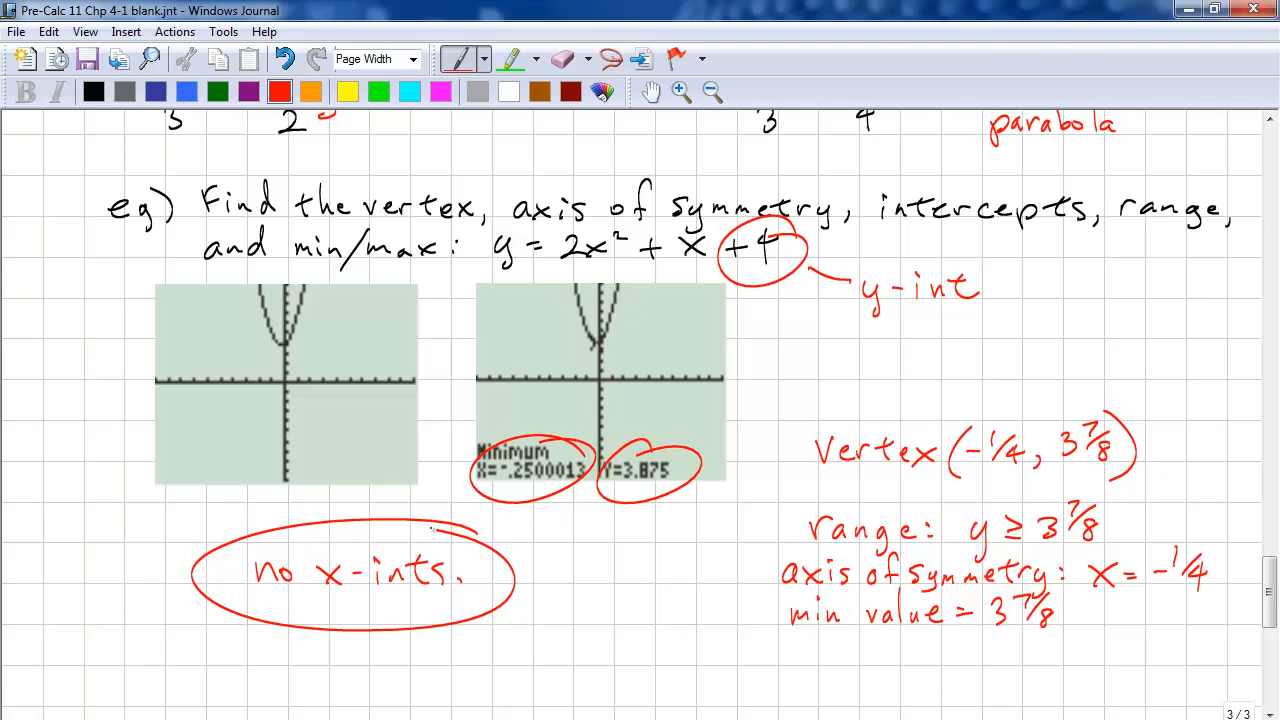 Pre-Calc 11 Chp 4-1 blank.jnt - Windows Journal
File Edit View Insert Actions Tools Help
Page Width
B I
3 2 3 4 parabola
eg) Find the vertex, axis of symmetry, intercepts, range,
and min/max: y = 2x² + x + 4
y-int
Minimum
X=-.2500013 Y=3.875
vertex (-1/4, 3 7/8)
range: y ≥ 3 7/8
no x-ints.
axis of symmetry: x = -1/4
min value = 3 7/8
3/3